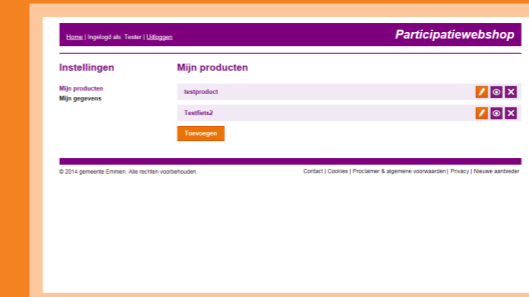 Home | Ingelogd als: Tester | Uitloggen
Participatiewebshop
Instellingen
Mijn producten
Mijn gegevens
Mijn producten
testproduct
Testfiets2
Toevoegen
© 2014 gemeente Emmen. Alle rechten voorbehouden.
Contact | Cookies | Proclaimer & algemene voorwaarden | Privacy | Nieuwe aanbieder